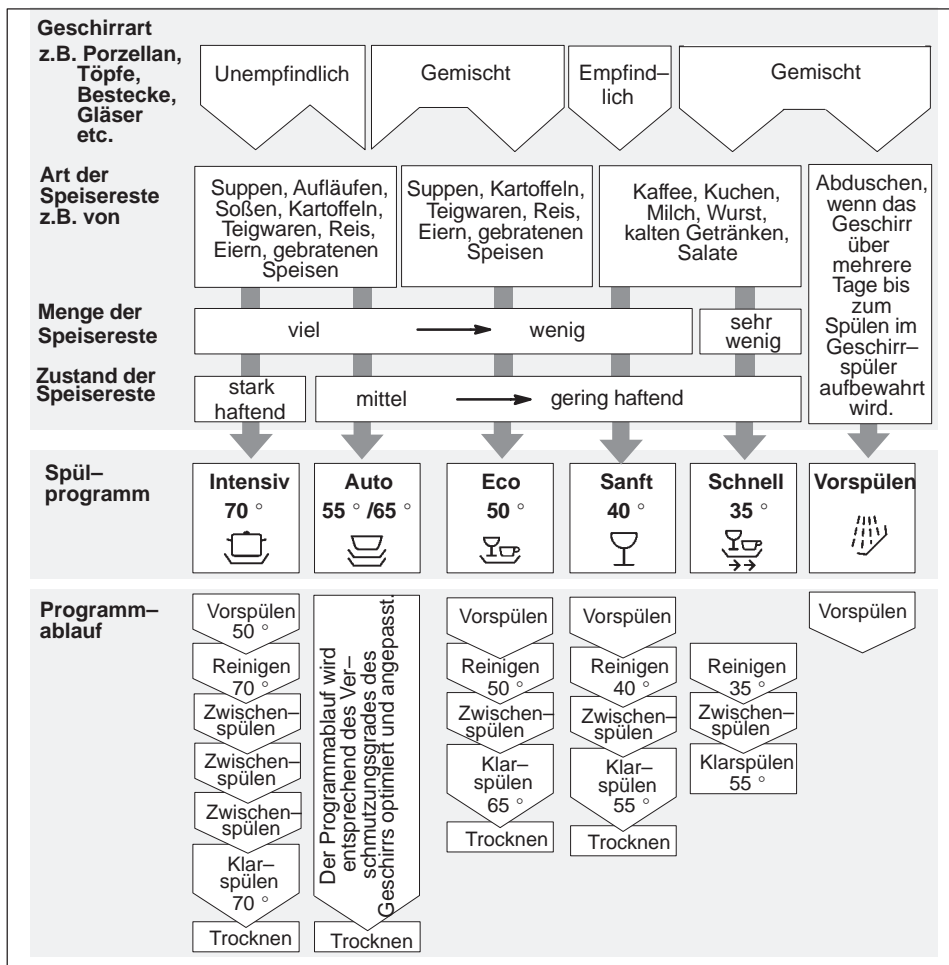 Geschirrart
z.B. Porzellan,
Töpfe,
Bestecke,
Gläser
etc.
Unempfindlich
Gemischt
Empfind–
lich
Gemischt
Art der
Speisereste
z.B. von
Suppen, Aufläufen,
Soßen, Kartoffeln,
Teigwaren, Reis,
Eiern, gebratenen
Speisen
Suppen, Kartoffeln,
Teigwaren, Reis,
Eiern, gebratenen
Speisen
Kaffee, Kuchen,
Milch, Wurst,
kalten Getränken,
Salate
Abduschen,
wenn das
Geschirr
über
mehrere
Tage bis
zum
Spülen im
Geschirr–
spüler
aufbewahrt
wird.
Menge der
Speisereste
viel
wenig
sehr
wenig
Zustand der
Speisereste
stark
haftend
mittel
gering haftend
Spül–
programm
Intensiv
70 °
Auto
55 ° /65 °
Eco
50 °
Sanft
40 °
Schnell
35 °
Vorspülen
Programm–
ablauf
Vorspülen
50 °
Reinigen
70 °
Zwischen–
spülen
Zwischen–
spülen
Zwischen–
spülen
Klar–
spülen
70 °
Trocknen
Der Programmablauf wird
entsprechend des Ver–
schmutzungsgrades des
Geschirrs optimiert und angepasst.
Trocknen
Vorspülen
Reinigen
50 °
Zwischen–
spülen
Klar–
spülen
65 °
Trocknen
Vorspülen
Reinigen
40 °
Zwischen–
spülen
Klar–
spülen
55 °
Trocknen
Reinigen
35 °
Zwischen–
spülen
Klarspülen
55 °
Vorspülen